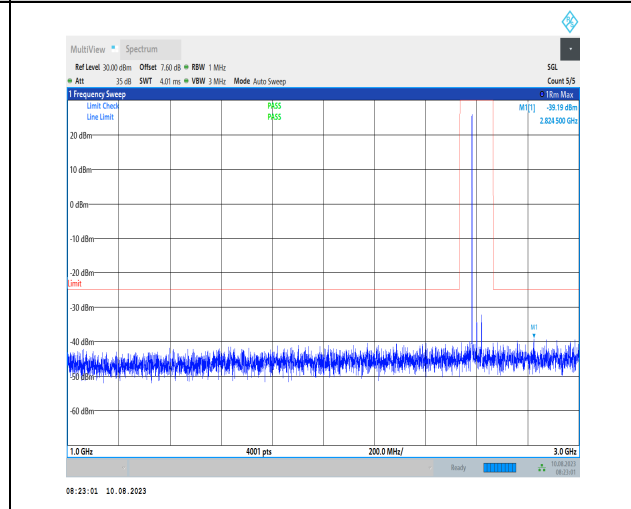 MultiView Spectrum
Ref Level 30.00 dBm Offset 7.60 dB RBW 1 MHz SGL
Att 35 dB SWT 4.01 ms VBW 3 MHz Mode Auto Sweep Count 5/5
1 Frequency Sweep 1Rm Max
Limit Check PASS M1[1] -39.19 dBm
Line Limit PASS 2.824 500 GHz
20 dBm
10 dBm
0 dBm
-10 dBm
-20 dBm
Limit
-30 dBm
M1
-40 dBm
-50 dBm
-60 dBm
1.0 GHz 4001 pts 200.0 MHz/ 3.0 GHz
Ready 10.08.2023
08:23:01
08:23:01 10.08.2023